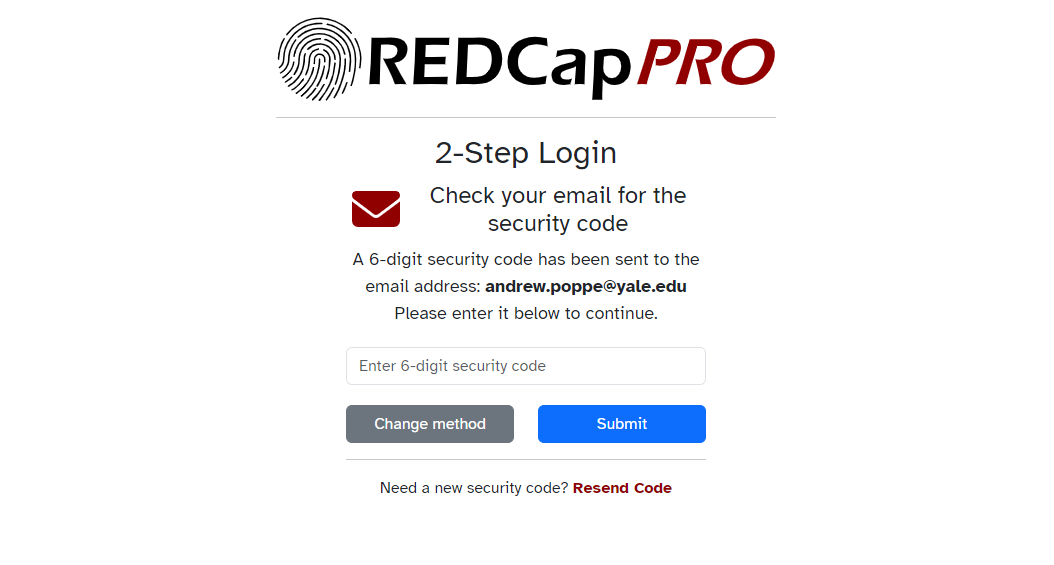 REDCap PRO
2-Step Login
Check your email for the
security code
A 6-digit security code has been sent to the
email address: andrew.poppe@yale.edu
Please enter it below to continue.
Enter 6-digit security code
Change method
Submit
Need a new security code? Resend Code